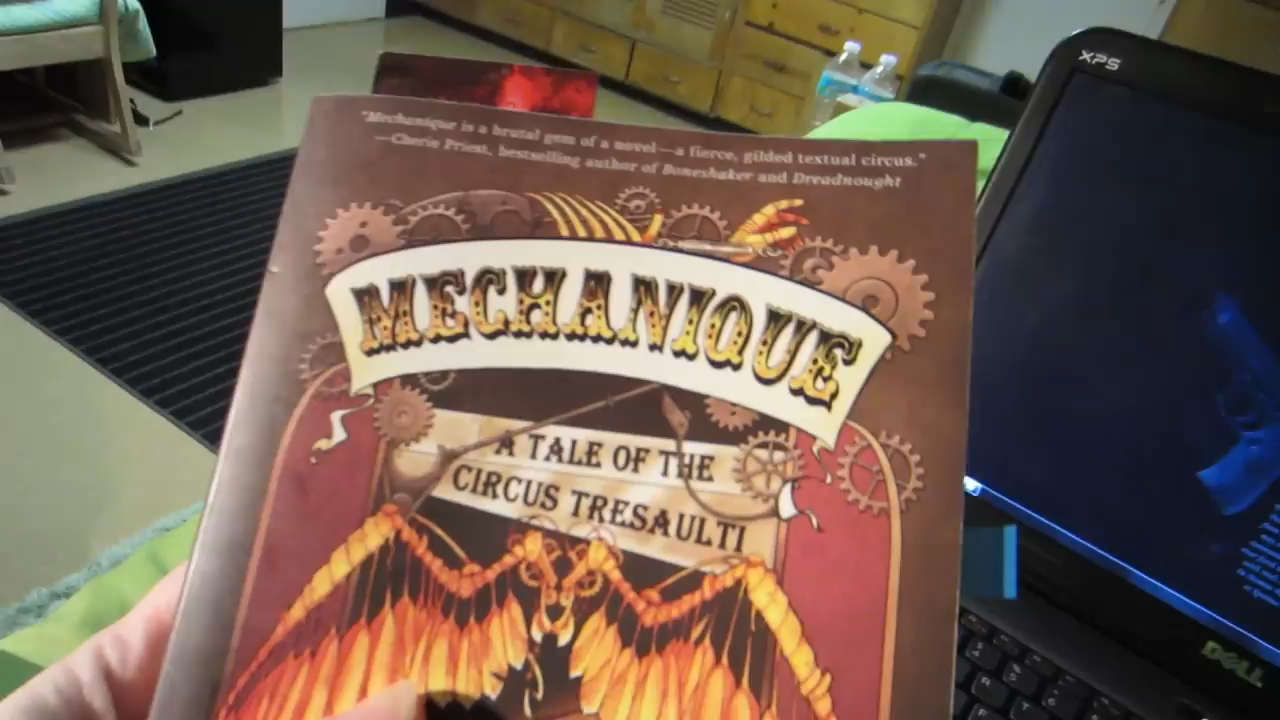 "Mechanique is a brutal gem of a novel—a fierce, gilded textual circus."
—Cherie Priest, bestselling author of Boneshaker and Dreadnought
MECHANIQUE
A TALE OF THE
CIRCUS TRESAULTI
XPS
DELL